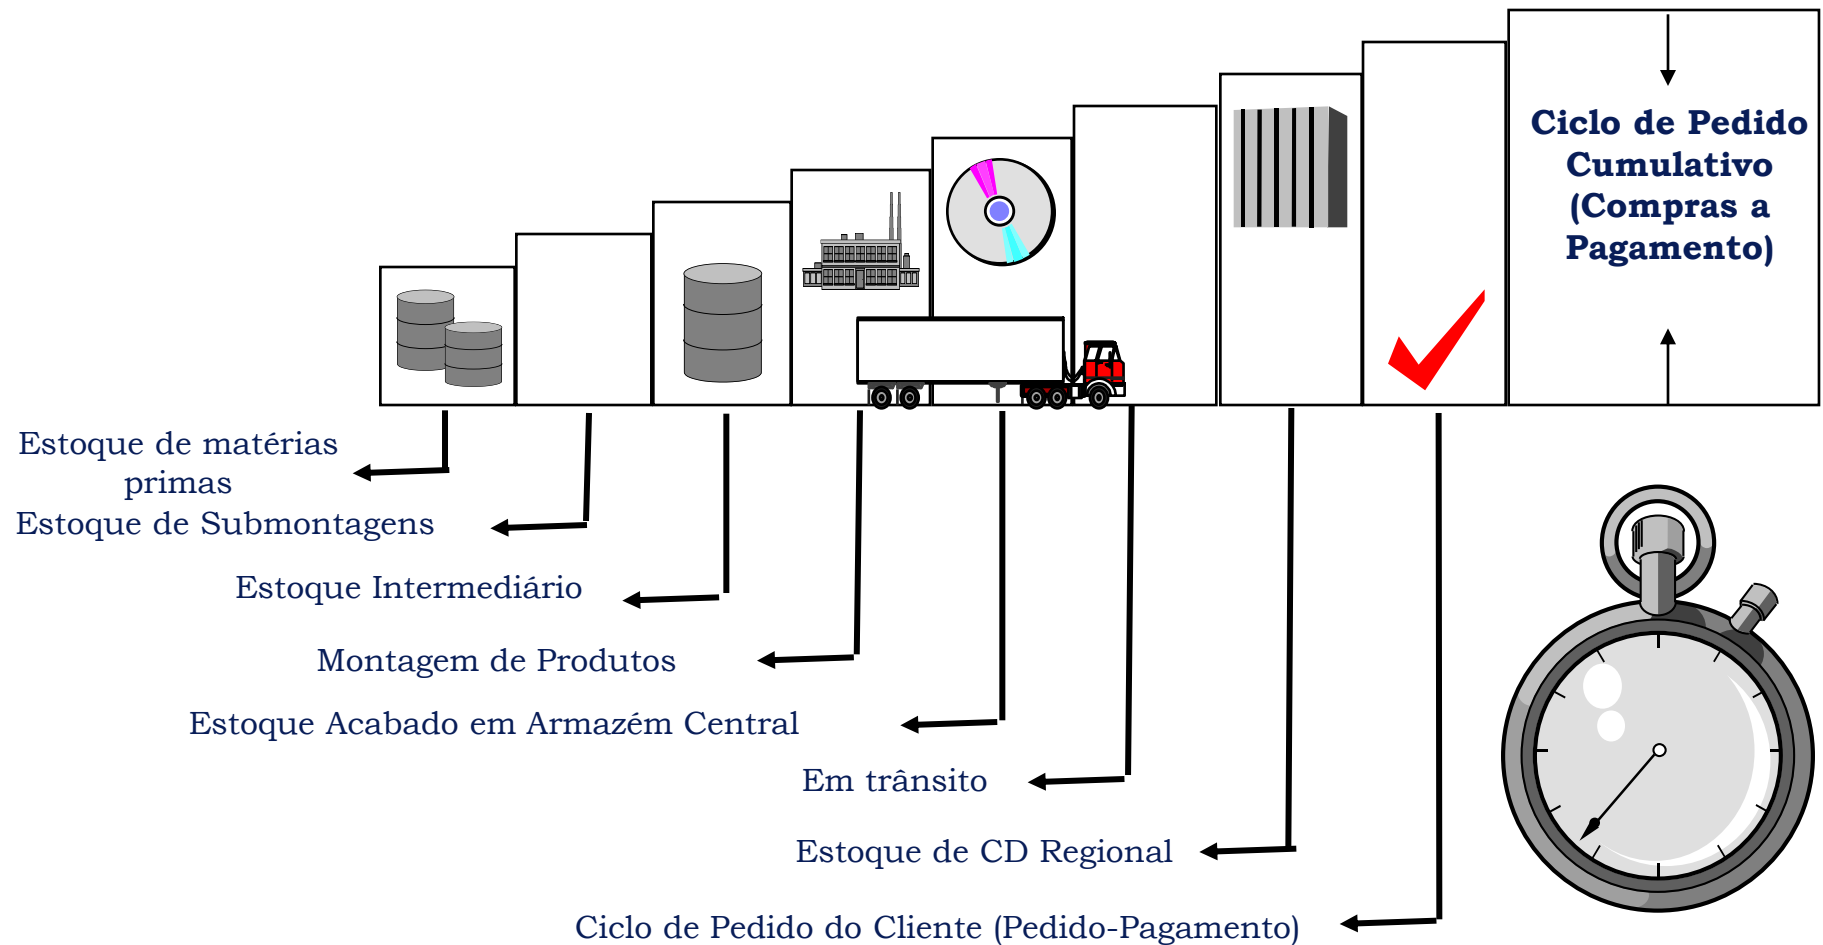 Ciclo de Pedido
Cumulativo
(Compras a
Pagamento)
Estoque de matérias
primas
Estoque de Submontagens
Estoque Intermediário
Montagem de Produtos
Estoque Acabado em Armazém Central
Em trânsito
Estoque de CD Regional
Ciclo de Pedido do Cliente (Pedido-Pagamento)